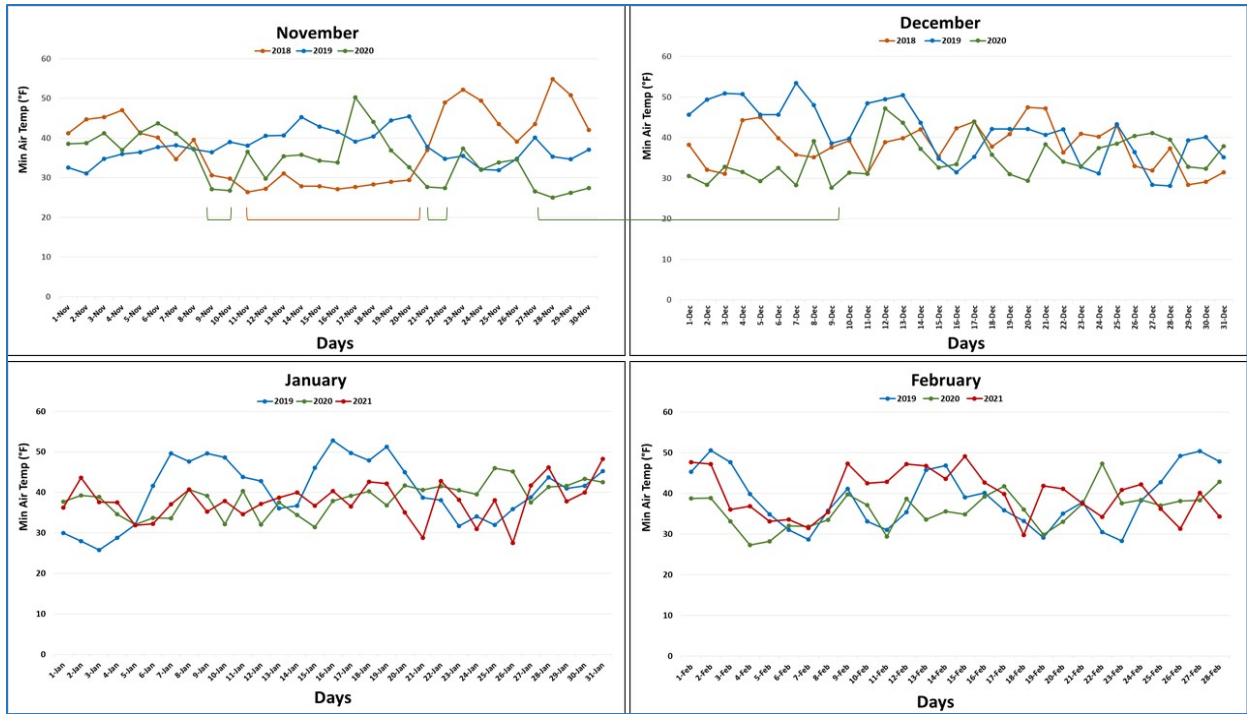 November
2018 2019 2020
Min Air Temp (°F)
60
50
40
30
20
10
0
1-Nov 2-Nov 3-Nov 4-Nov 5-Nov 6-Nov 7-Nov 8-Nov 9-Nov 10-Nov 11-Nov 12-Nov 13-Nov 14-Nov 15-Nov 16-Nov 17-Nov 18-Nov 19-Nov 20-Nov 21-Nov 22-Nov 23-Nov 24-Nov 25-Nov 26-Nov 27-Nov 28-Nov 29-Nov 30-Nov
Days
December
2018 2019 2020
Min Air Temp (°F)
60
50
40
30
20
10
0
1-Dec 2-Dec 3-Dec 4-Dec 5-Dec 6-Dec 7-Dec 8-Dec 9-Dec 10-Dec 11-Dec 12-Dec 13-Dec 14-Dec 15-Dec 16-Dec 17-Dec 18-Dec 19-Dec 20-Dec 21-Dec 22-Dec 23-Dec 24-Dec 25-Dec 26-Dec 27-Dec 28-Dec 29-Dec 30-Dec 31-Dec
Days
January
2019 2020 2021
Min Air Temp (°F)
60
50
40
30
20
10
0
1-Jan 2-Jan 3-Jan 4-Jan 5-Jan 6-Jan 7-Jan 8-Jan 9-Jan 10-Jan 11-Jan 12-Jan 13-Jan 14-Jan 15-Jan 16-Jan 17-Jan 18-Jan 19-Jan 20-Jan 21-Jan 22-Jan 23-Jan 24-Jan 25-Jan 26-Jan 27-Jan 28-Jan 29-Jan 30-Jan 31-Jan
Days
February
2019 2020 2021
Min Air Temp (°F)
60
50
40
30
20
10
0
1-Feb 2-Feb 3-Feb 4-Feb 5-Feb 6-Feb 7-Feb 8-Feb 9-Feb 10-Feb 11-Feb 12-Feb 13-Feb 14-Feb 15-Feb 16-Feb 17-Feb 18-Feb 19-Feb 20-Feb 21-Feb 22-Feb 23-Feb 24-Feb 25-Feb 26-Feb 27-Feb 28-Feb
Days